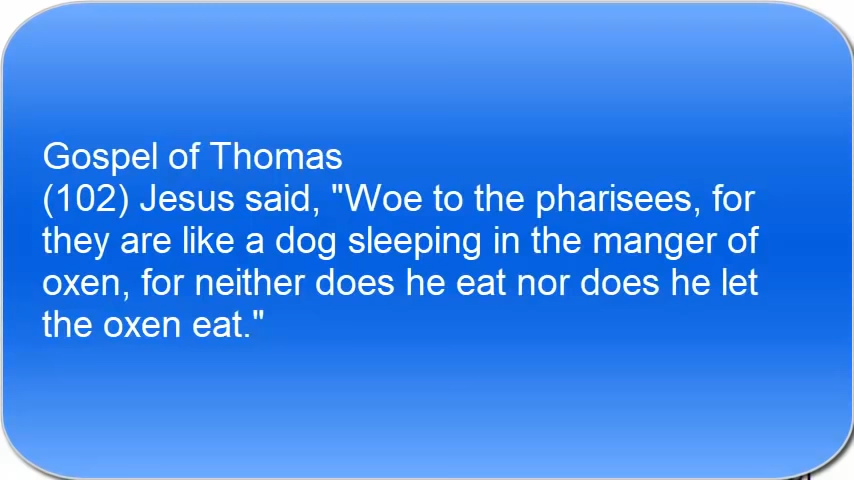 Gospel of Thomas
(102) Jesus said, "Woe to the pharisees, for
they are like a dog sleeping in the manger of
oxen, for neither does he eat nor does he let
the oxen eat."